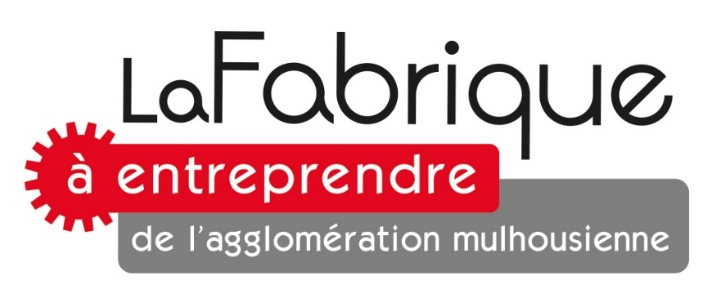 LaFabrique
à entreprendre
de l'agglomération mulhousienne